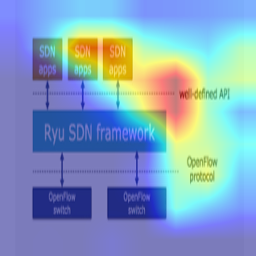 SDN apps SDN apps SDN apps
well-defined API
Ryu SDN framework
OpenFlow protocol
OpenFlow switch OpenFlow switch